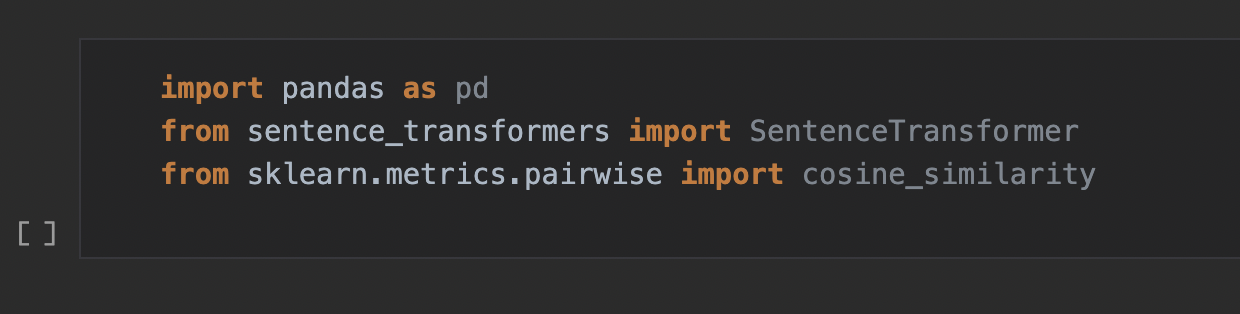 import pandas as pd
from sentence_transformers import SentenceTransformer
from sklearn.metrics.pairwise import cosine_similarity
[ ]